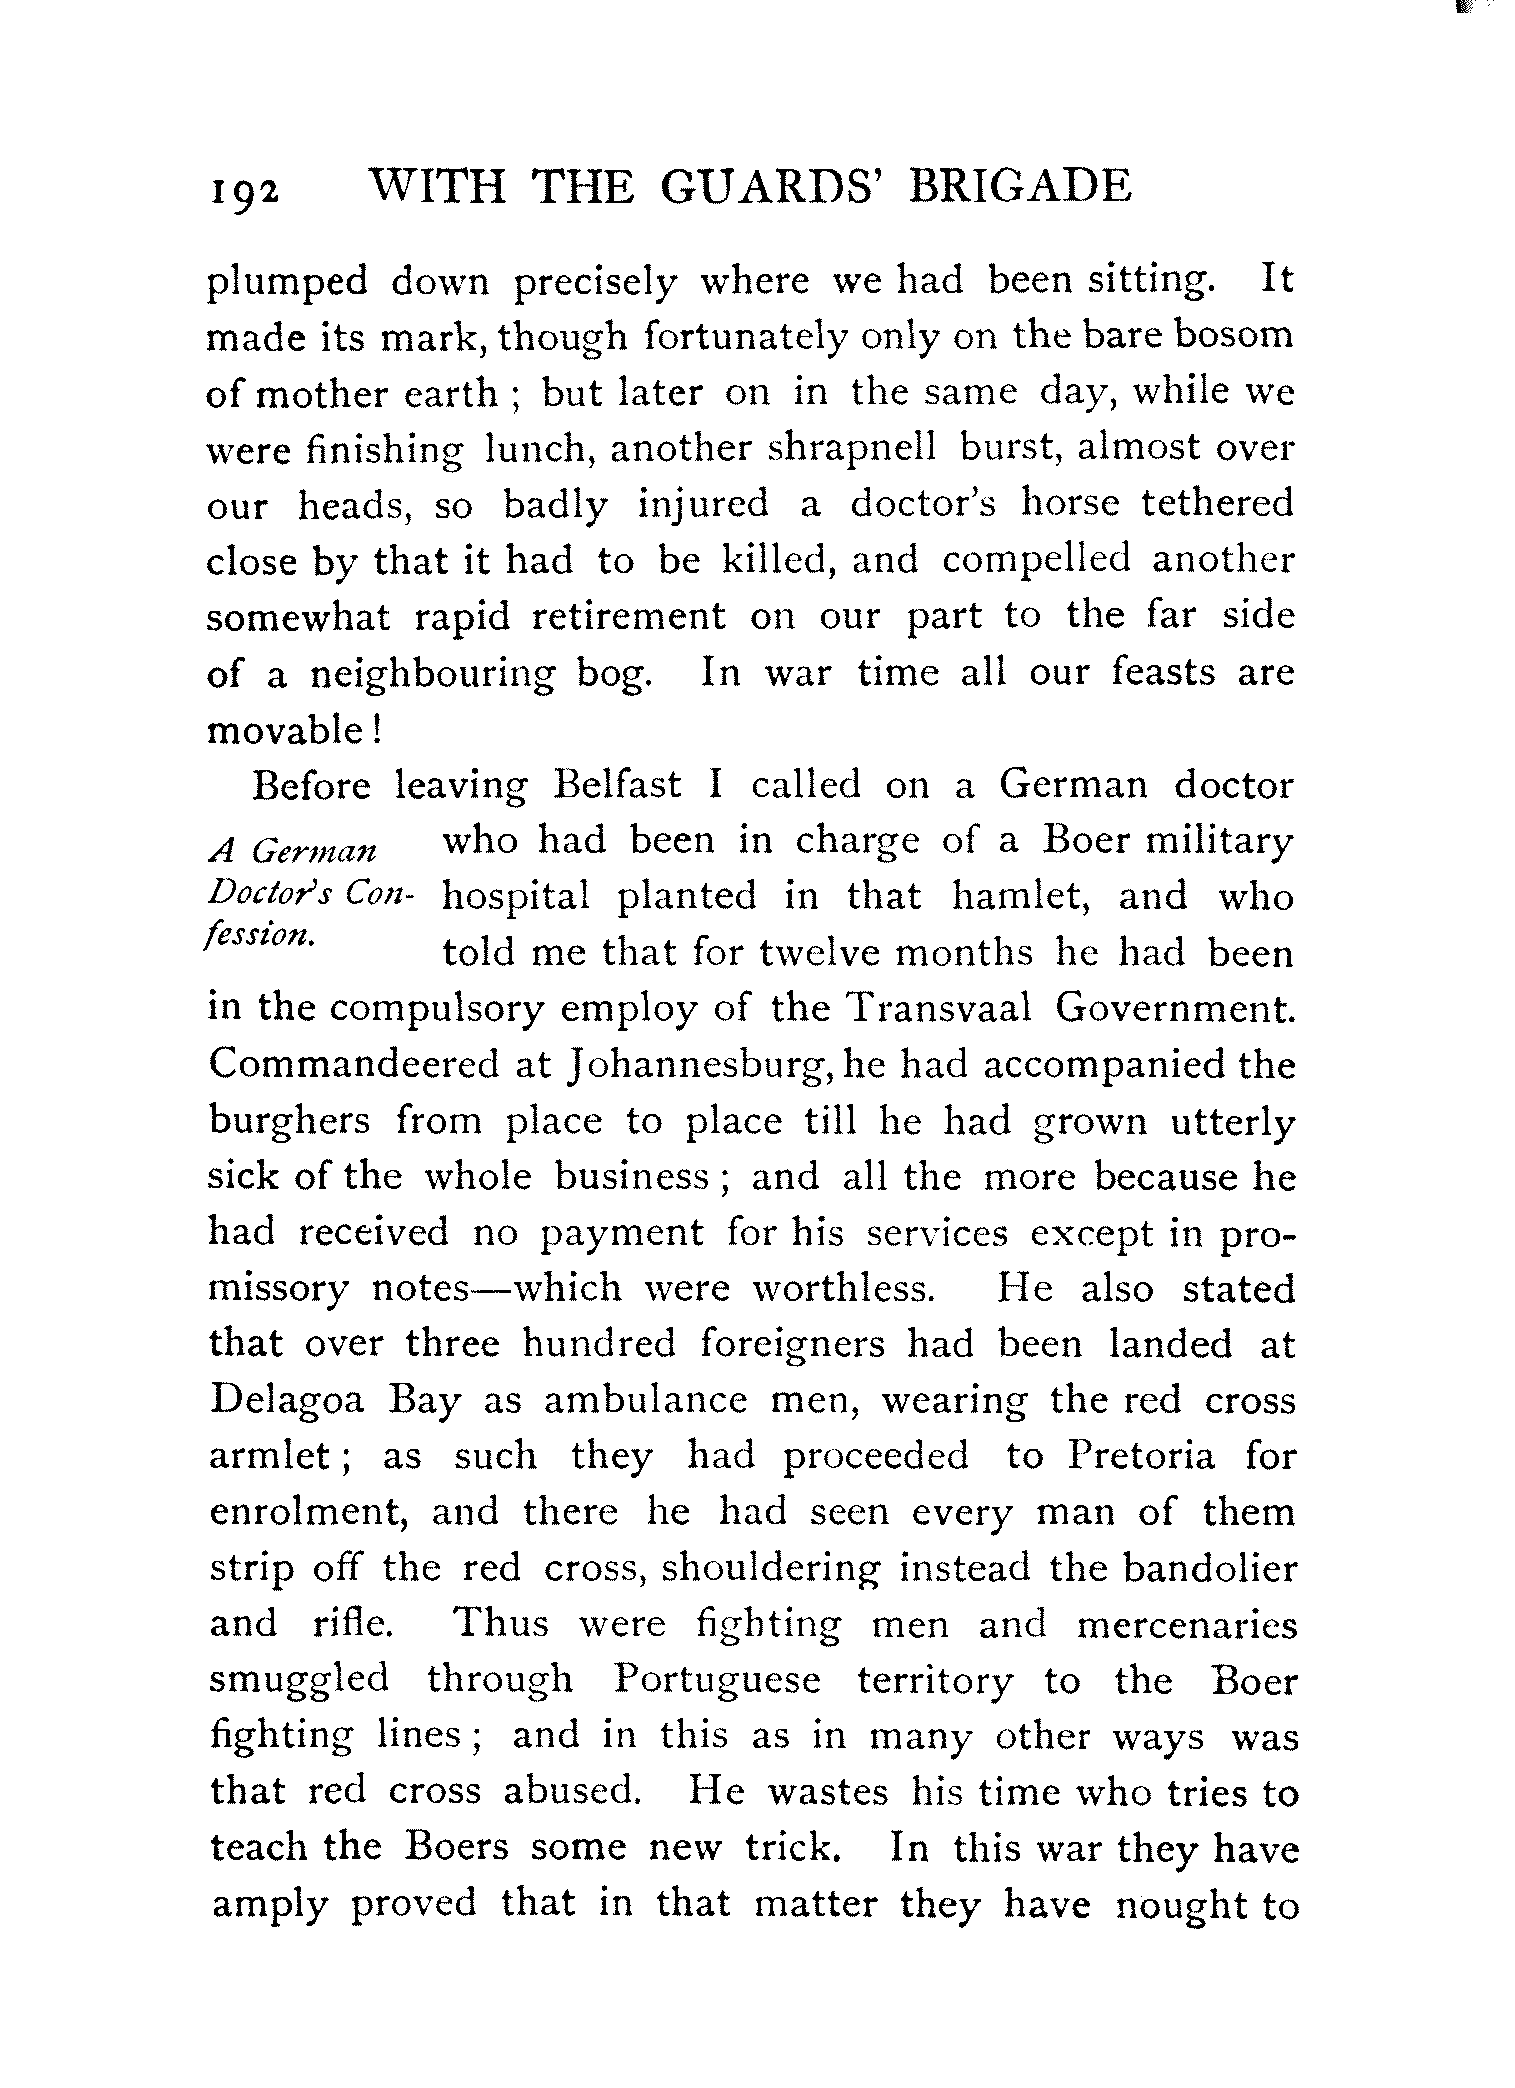 192 WITH THE GUARDS' BRIGADE
plumped down precisely where we had been sitting. It
made its mark, though fortunately only on the bare bosom
of mother earth ; but later on in the same day, while we
were finishing lunch, another shrapnell burst, almost over
our heads, so badly injured a doctor's horse tethered
close by that it had to be killed, and compelled another
somewhat rapid retirement on our part to the far side
of a neighbouring bog. In war time all our feasts are
movable !
Before leaving Belfast I called on a German doctor
A German
Doctor's Con-
fession.
who had been in charge of a Boer military
hospital planted in that hamlet, and who
told me that for twelve months he had been
in the compulsory employ of the Transvaal Government.
Commandeered at Johannesburg, he had accompanied the
burghers from place to place till he had grown utterly
sick of the whole business ; and all the more because he
had received no payment for his services except in pro-
missory notes—which were worthless. He also stated
that over three hundred foreigners had been landed at
Delagoa Bay as ambulance men, wearing the red cross
armlet ; as such they had proceeded to Pretoria for
enrolment, and there he had seen every man of them
strip off the red cross, shouldering instead the bandolier
and rifle. Thus were fighting men and mercenaries
smuggled through Portuguese territory to the Boer
fighting lines ; and in this as in many other ways was
that red cross abused. He wastes his time who tries to
teach the Boers some new trick. In this war they have
amply proved that in that matter they have nought to